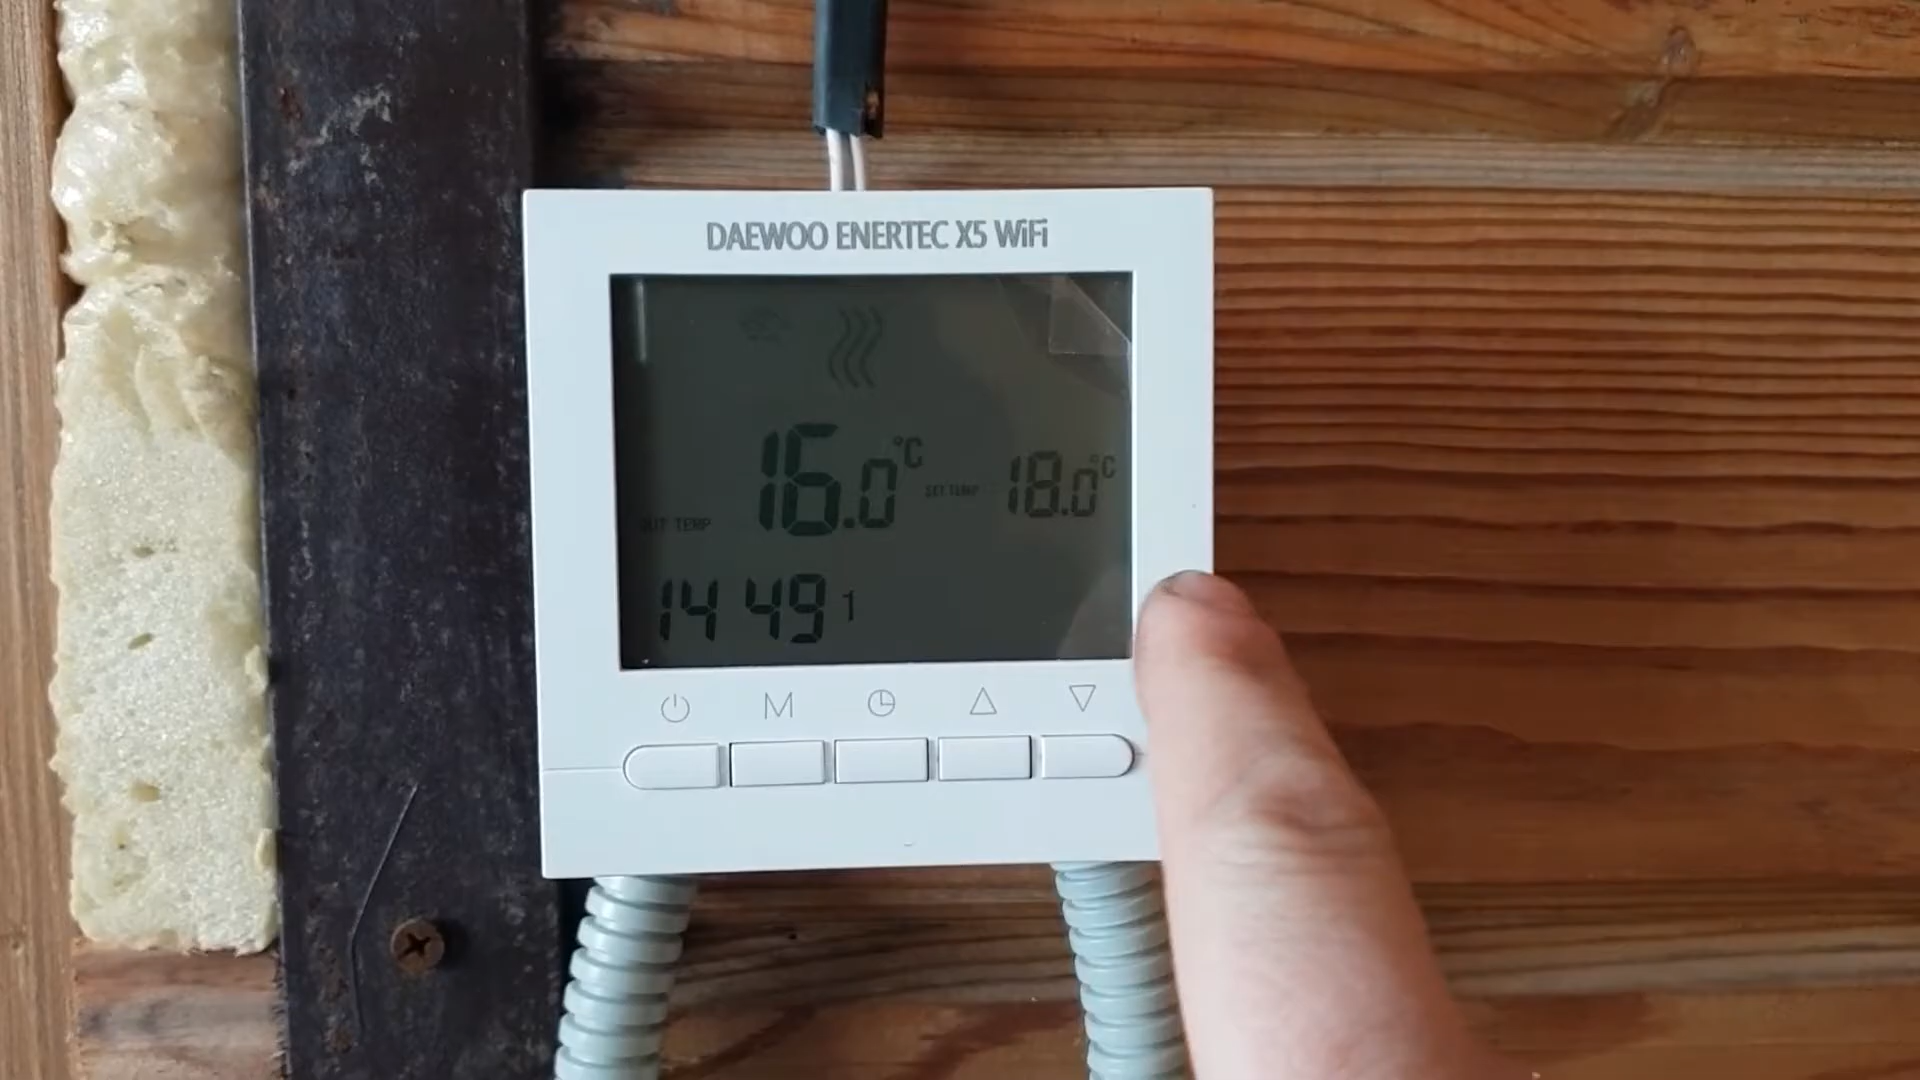 DAEWOO ENERTEC X5 WiFi
16.0°C SET TEMP 18.0°C
OUT TEMP
14 49 1
M